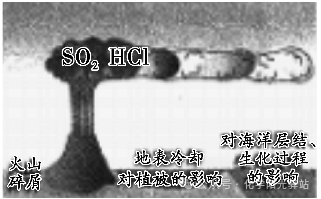 SO₂ HCl
火山
碎屑
地表冷却
对植被的影响
对海洋层结、
生化过程
的影响